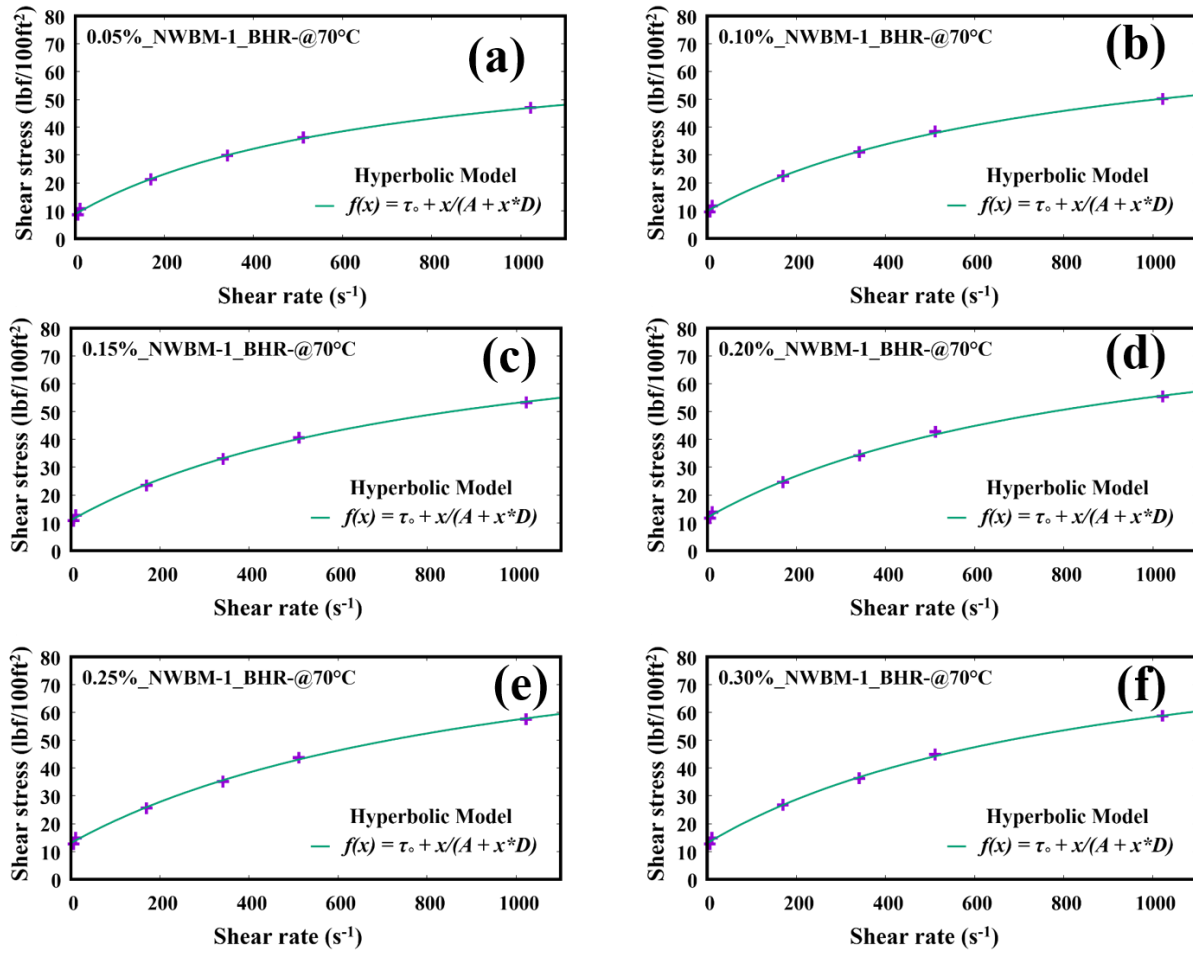 0.05%_NWBM-1_BHR-@70°C
(a)
Shear stress (lbf/100ft²)
80
70
60
50
40
30
20
10
0
Hyperbolic Model
f(x) = τ₀ + x/(A + x*D)
0 200 400 600 800 1000
Shear rate (s⁻¹)
0.10%_NWBM-1_BHR-@70°C
(b)
Shear stress (lbf/100ft²)
80
70
60
50
40
30
20
10
0
Hyperbolic Model
f(x) = τ₀ + x/(A + x*D)
0 200 400 600 800 1000
Shear rate (s⁻¹)
0.15%_NWBM-1_BHR-@70°C
(c)
Shear stress (lbf/100ft²)
80
70
60
50
40
30
20
10
0
Hyperbolic Model
f(x) = τ₀ + x/(A + x*D)
0 200 400 600 800 1000
Shear rate (s⁻¹)
0.20%_NWBM-1_BHR-@70°C
(d)
Shear stress (lbf/100ft²)
80
70
60
50
40
30
20
10
0
Hyperbolic Model
f(x) = τ₀ + x/(A + x*D)
0 200 400 600 800 1000
Shear rate (s⁻¹)
0.25%_NWBM-1_BHR-@70°C
(e)
Shear stress (lbf/100ft²)
80
70
60
50
40
30
20
10
0
Hyperbolic Model
f(x) = τ₀ + x/(A + x*D)
0 200 400 600 800 1000
Shear rate (s⁻¹)
0.30%_NWBM-1_BHR-@70°C
(f)
Shear stress (lbf/100ft²)
80
70
60
50
40
30
20
10
0
Hyperbolic Model
f(x) = τ₀ + x/(A + x*D)
0 200 400 600 800 1000
Shear rate (s⁻¹)